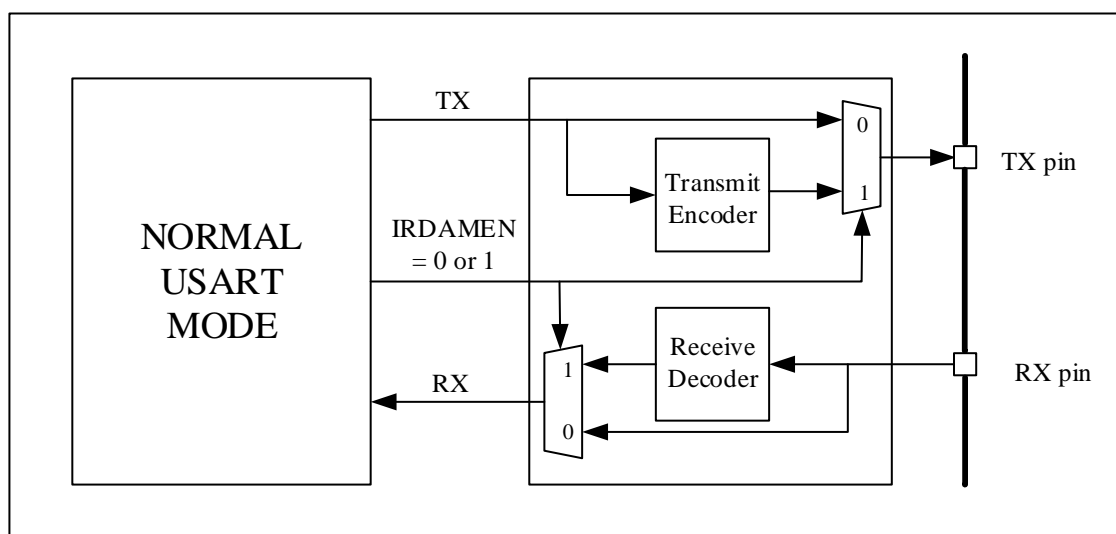 TX
0
Transmit
Encoder
1
TX pin
NORMAL
USART
MODE
IRDAMEN
= 0 or 1
Receive
Decoder
1
0
RX
RX pin